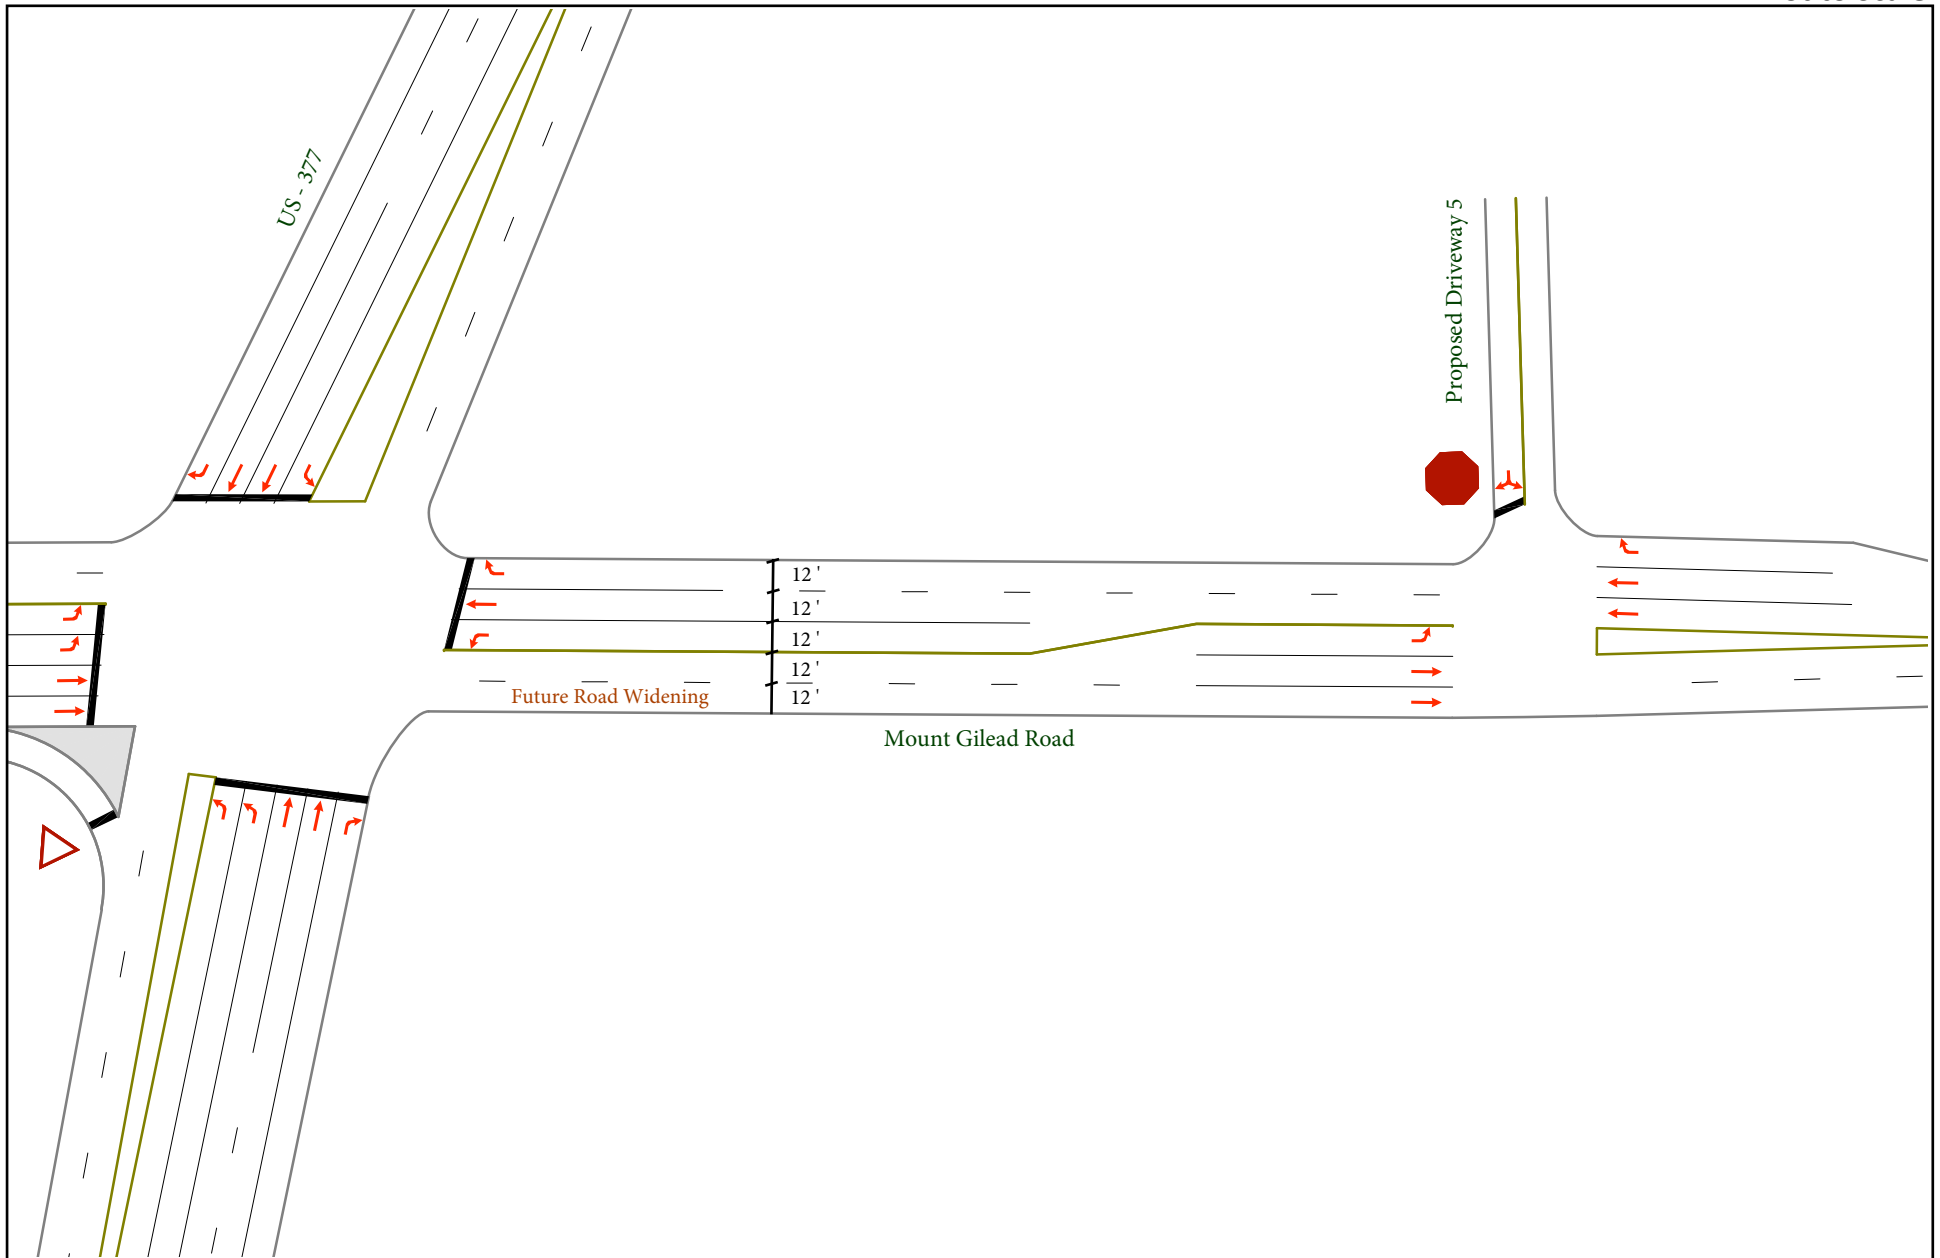 US - 377
Proposed Driveway 5
12 '
12 '
12 '
12 '
12 '
Future Road Widening
Mount Gilead Road